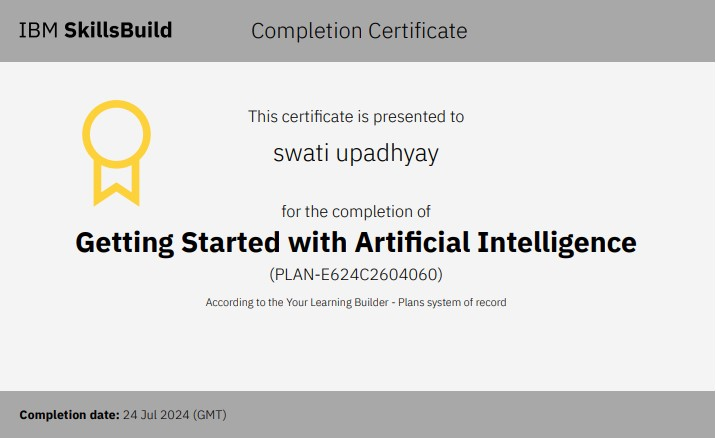 IBM SkillsBuild
Completion Certificate
This certificate is presented to
swati upadhyay
for the completion of
Getting Started with Artificial Intelligence
(PLAN-E624C2604060)
According to the Your Learning Builder - Plans system of record
Completion date: 24 Jul 2024 (GMT)